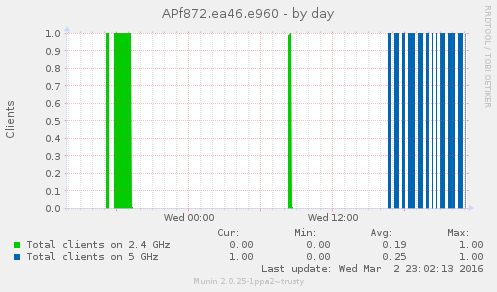 APf872.ea46.e960 - by day
RRDTOOL / TOBI OETIKER
Clients
1.0
0.9
0.8
0.7
0.6
0.5
0.4
0.3
0.2
0.1
0.0
Wed 00:00 Wed 12:00
Cur: Min: Avg: Max:
Total clients on 2.4 GHz 0.00 0.00 0.19 1.00
Total clients on 5 GHz 1.00 0.00 0.25 1.00
Last update: Wed Mar 2 23:02:13 2016
Munin 2.0.25-1ppa2~trusty